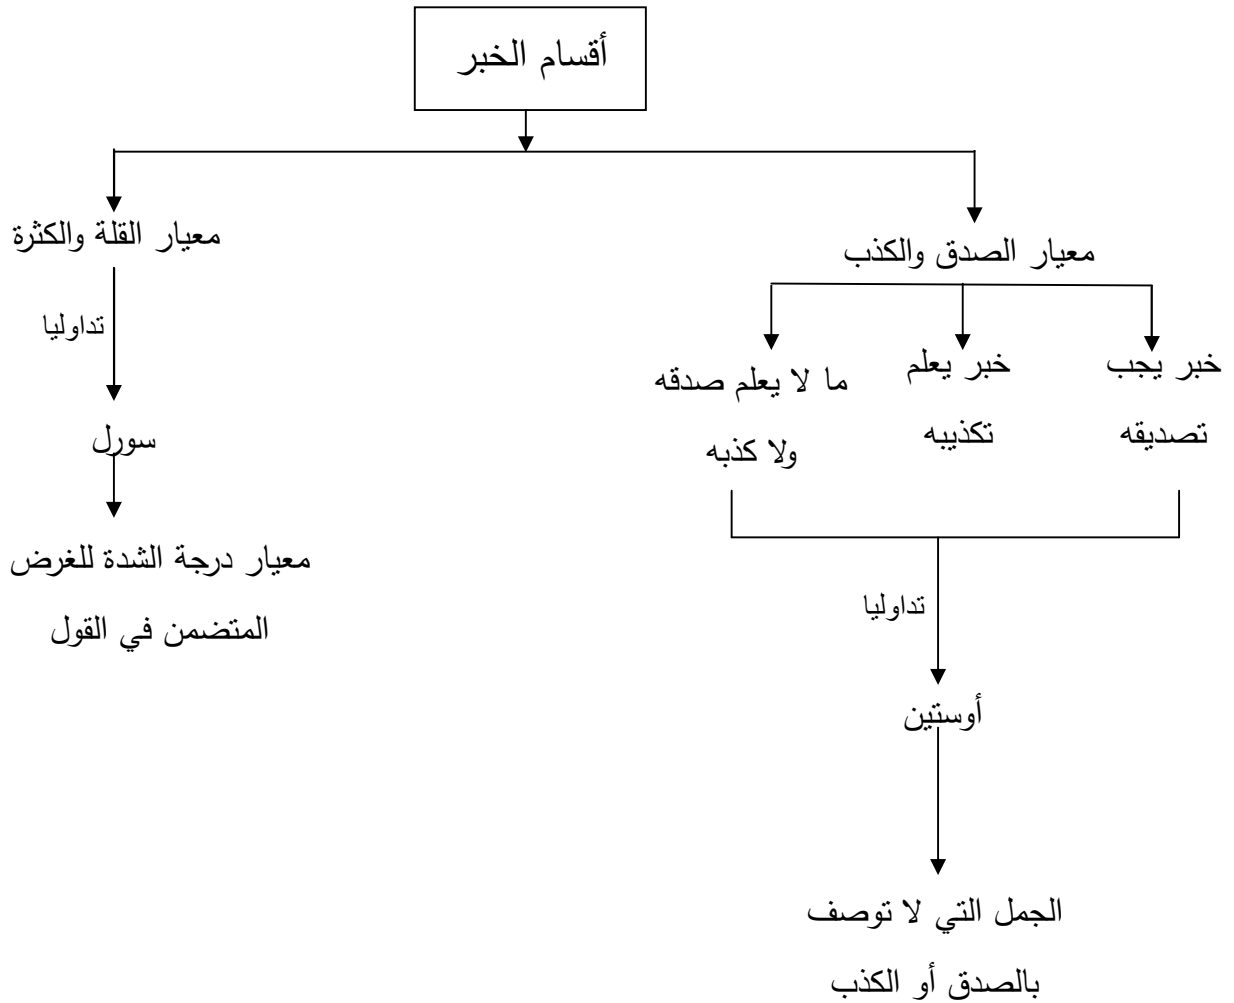 أقسام الخبر
معيار الصدق والكذب
خبر يجب
تصديقه
خبر يعلم
تكذيبه
ما لا يعلم صدقه
ولا كذبه
تداوليا
أوستين
الجمل التي لا توصف
بالصدق أو الكذب
معيار القلة والكثرة
تداوليا
سورل
معيار درجة الشدة للغرض
المتضمن في القول